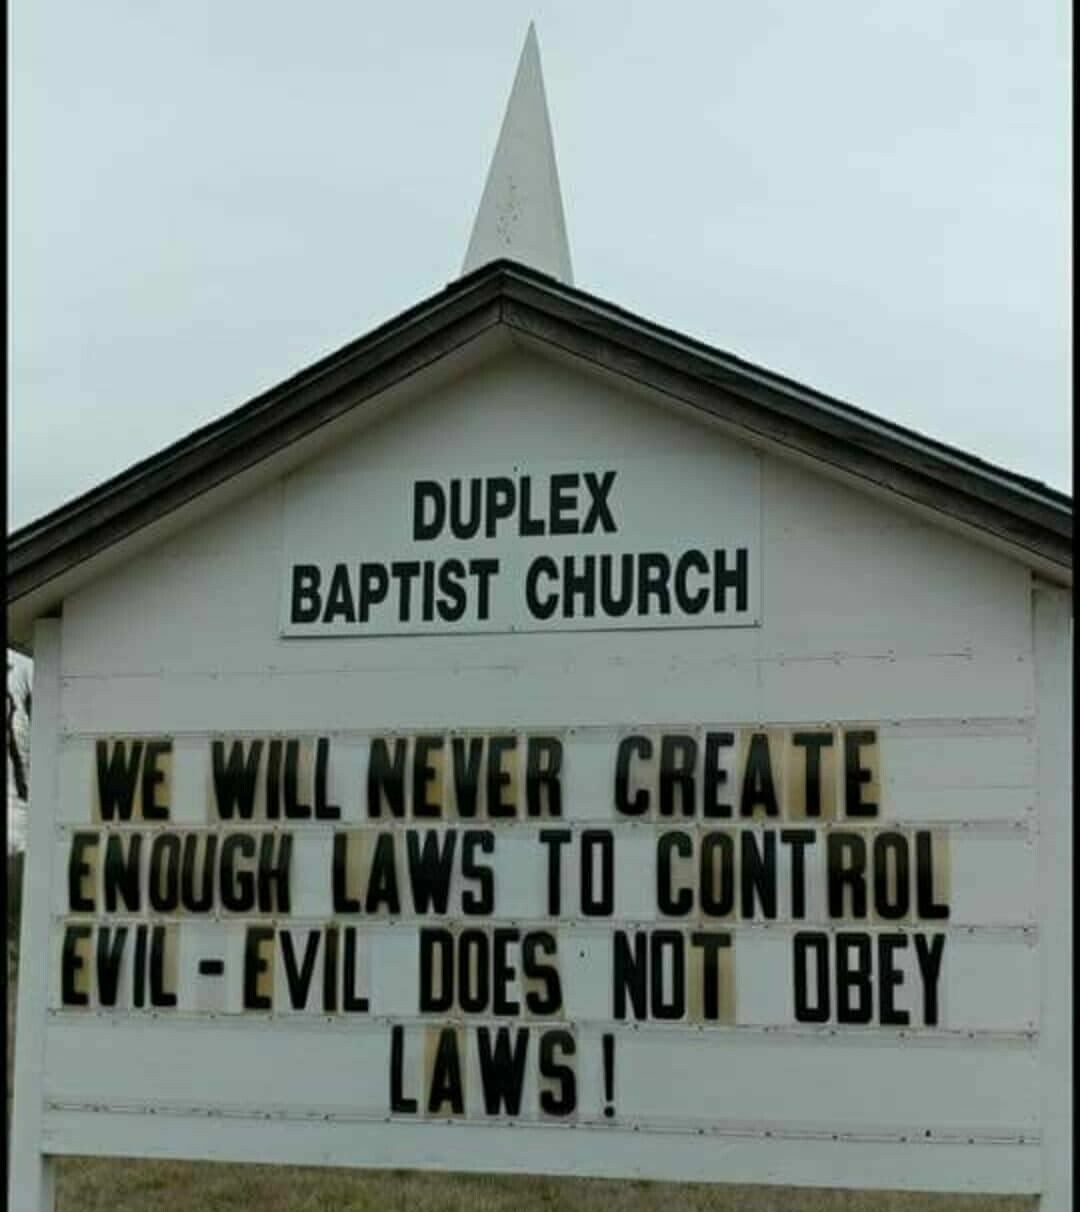 DUPLEX
BAPTIST CHURCH
WE WILL NEVER CREATE
ENOUGH LAWS TO CONTROL
EVIL - EVIL DOES NOT OBEY
LAWS!